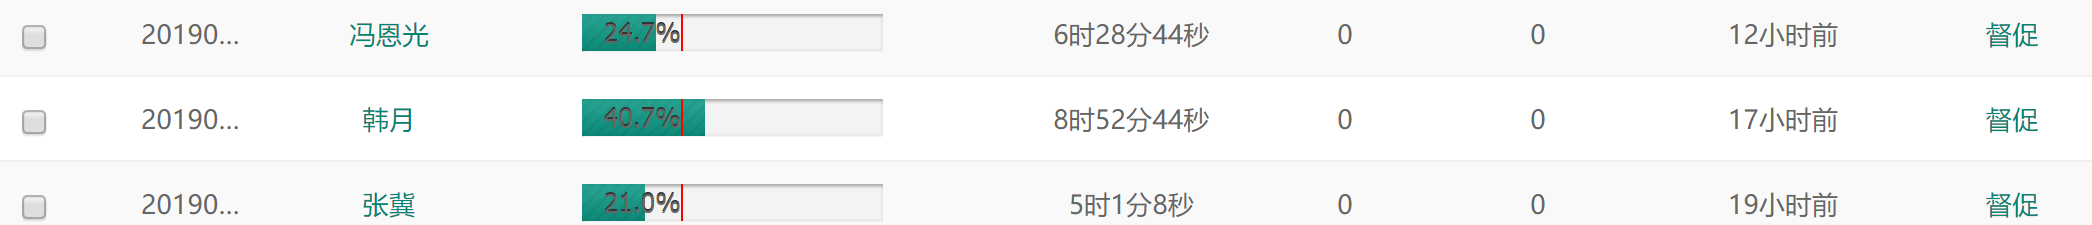 20190... 冯恩光 24.7% 6时28分44秒 0 0 12小时前 督促
20190... 韩月 40.7% 8时52分44秒 0 0 17小时前 督促
20190... 张冀 21.0% 5时1分8秒 0 0 19小时前 督促